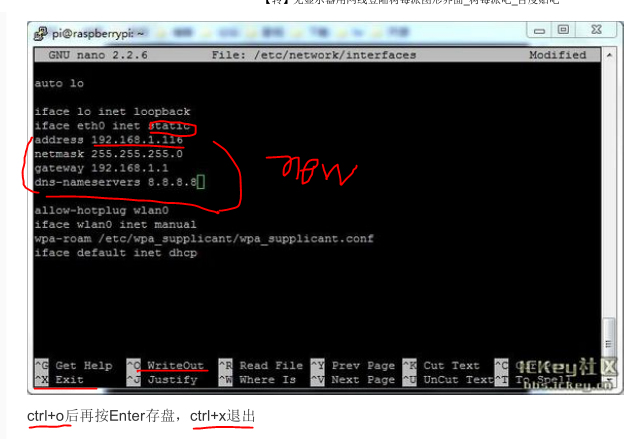 【转】无显示器用网线登陆树莓派图形界面_树莓派吧_百度贴吧
pi@raspberrypi: ~
GNU nano 2.2.6 File: /etc/network/interfaces Modified
auto lo
iface lo inet loopback
iface eth0 inet static
address 192.168.1.116
netmask 255.255.255.0
gateway 192.168.1.1
dns-nameservers 8.8.8.8
allow-hotplug wlan0
iface wlan0 inet manual
wpa-roam /etc/wpa_supplicant/wpa_supplicant.conf
iface default inet dhcp
^G Get Help ^O WriteOut ^R Read File ^Y Prev Page ^K Cut Text ^C
^X Exit ^J Justify ^W Where Is ^V Next Page ^U UnCut Text ^T To Spell
ICKey社区
bbs.ickey.cn
ctrl+o后再按Enter存盘，ctrl+x退出